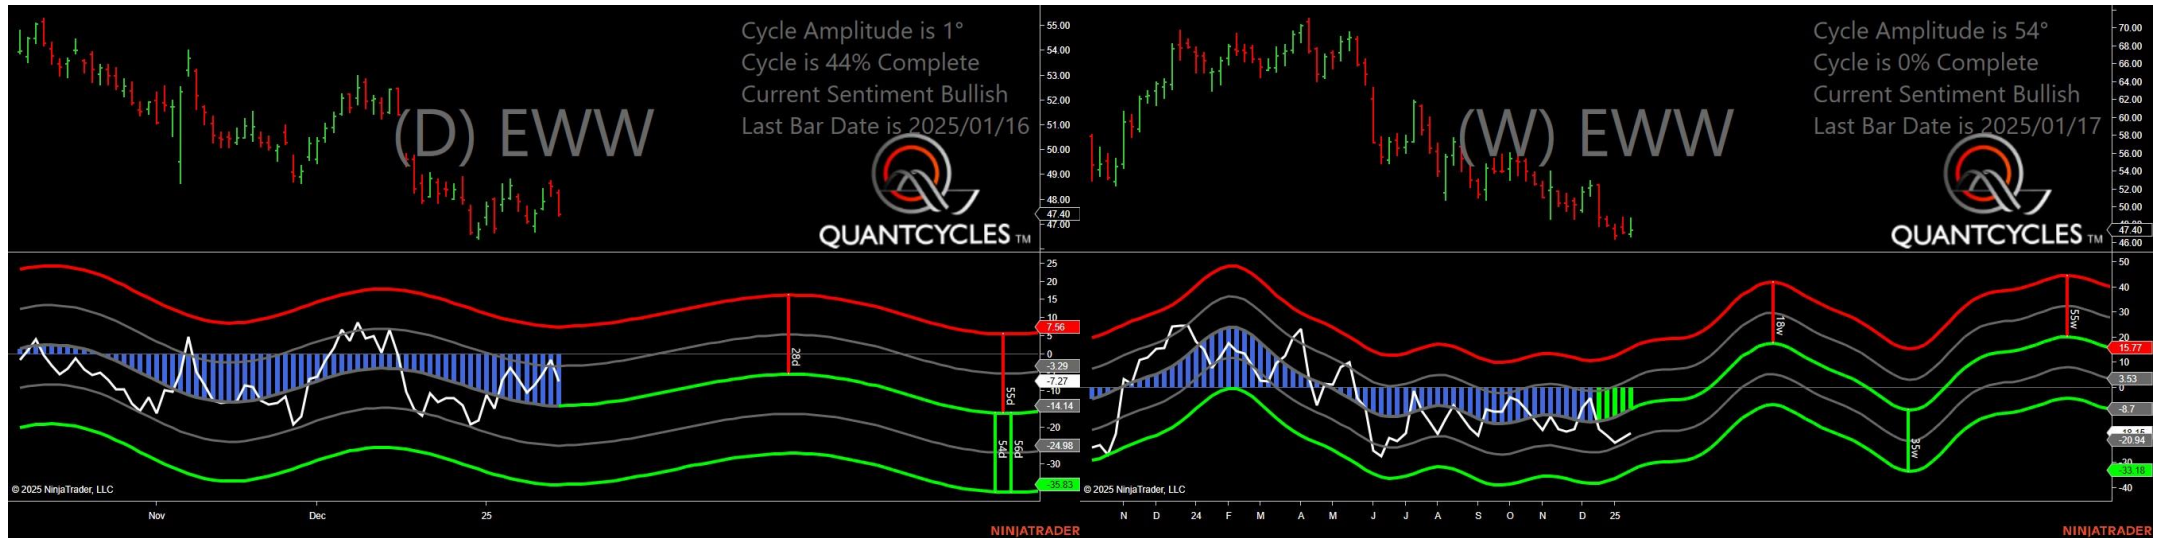 Cycle Amplitude is 1°
Cycle is 44% Complete
Current Sentiment Bullish
Last Bar Date is 2025/01/16
(D) EWW
QUANTCYCLES TM
55.00
54.00
53.00
52.00
51.00
50.00
49.00
48.00
47.40
47.00
25
20
15
10
7.56
5
0
-3.29
-7.27
-10
-14.14
-20
-24.98
-30
-35.83
28d
55d
54d
56d
© 2025 NinjaTrader, LLC
Nov
Dec
25
NINJATRADER
Cycle Amplitude is 54°
Cycle is 0% Complete
Current Sentiment Bullish
Last Bar Date is 2025/01/17
(W) EWW
QUANTCYCLES TM
70.00
68.00
66.00
64.00
62.00
60.00
58.00
56.00
54.00
52.00
50.00
47.40
46.00
50
40
30
20
15.77
10
3.53
0
-8.7
-20.94
-33.18
-40
18w
35w
55w
© 2025 NinjaTrader, LLC
N D 24 F M A M J J A S O N D 25
NINJATRADER